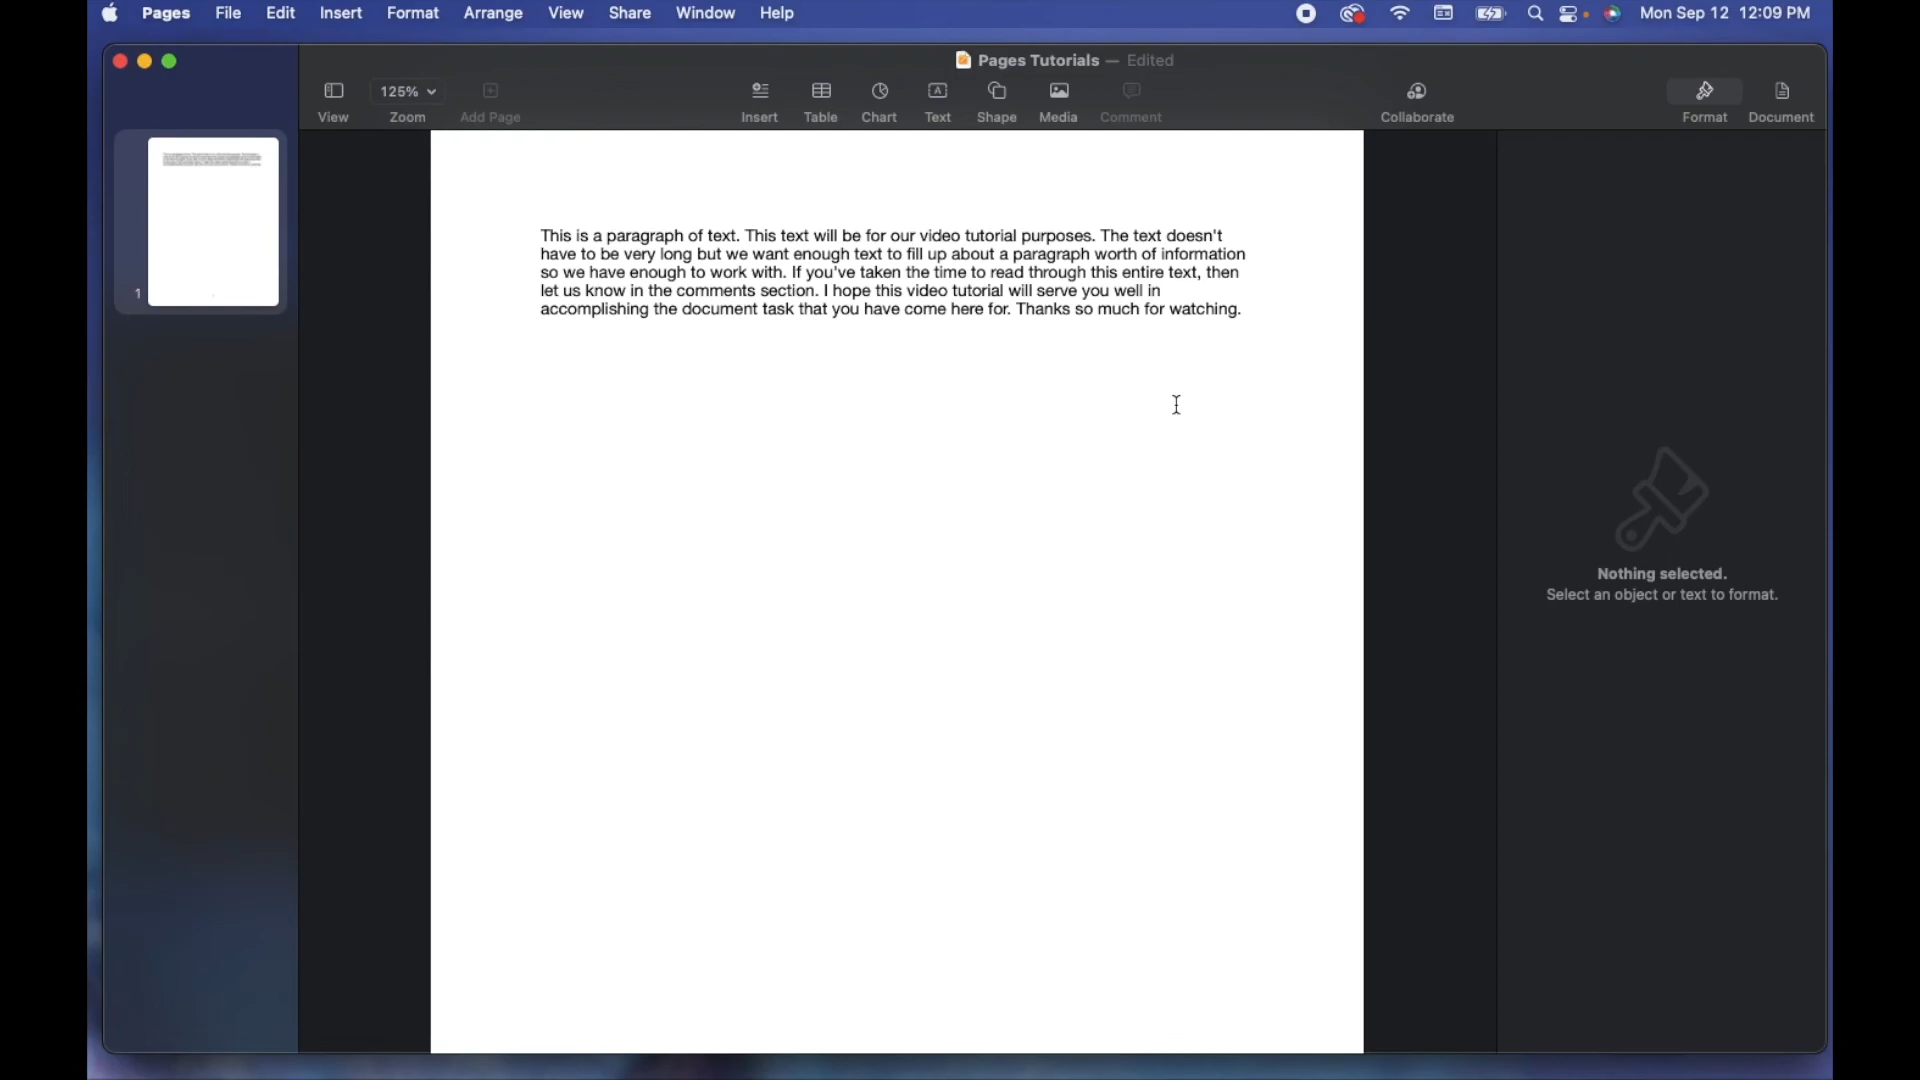 Pages File Edit Insert Format Arrange View Share Window Help Mon Sep 12 12:09 PM
Pages Tutorials — Edited
125%
View Zoom Add Page Insert Table Chart Text Shape Media Comment Collaborate Format Document
This is a paragraph of text. This text will be for our video tutorial purposes. The text doesn't
have to be very long but we want enough text to fill up about a paragraph worth of information
so we have enough to work with. If you've taken the time to read through this entire text, then
let us know in the comments section. I hope this video tutorial will serve you well in
accomplishing the document task that you have come here for. Thanks so much for watching.
1
Nothing selected.
Select an object or text to format.